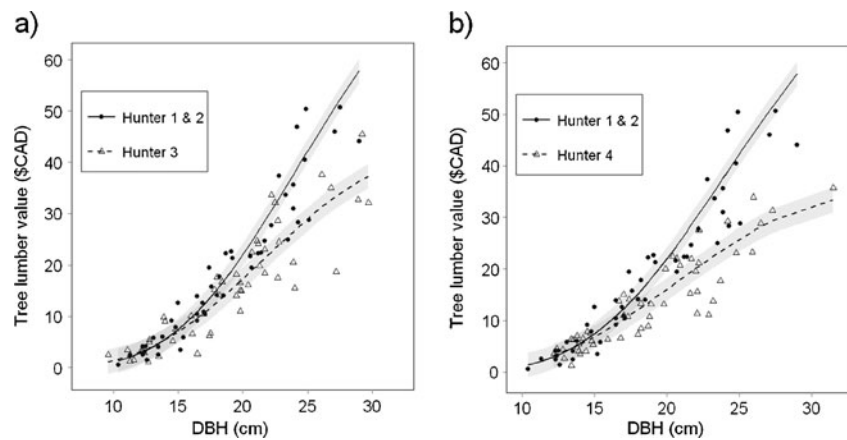 a)
60
50
40
30
20
10
0
Tree lumber value ($CAD)
Hunter 1 & 2
Hunter 3
10 15 20 25 30
DBH (cm)
b)
60
50
40
30
20
10
0
Tree lumber value ($CAD)
Hunter 1 & 2
Hunter 4
10 15 20 25 30
DBH (cm)